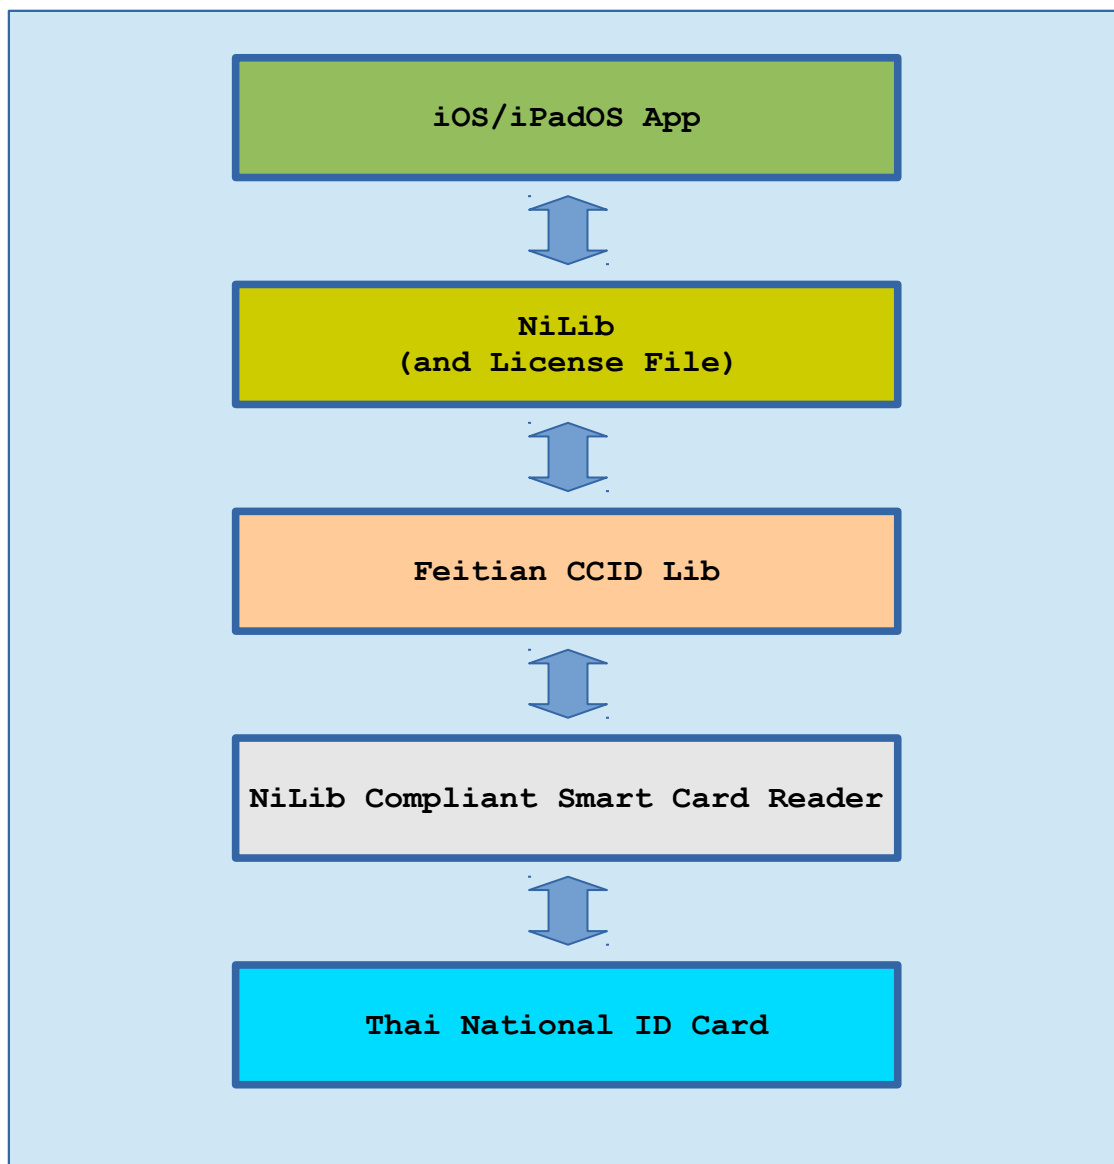 iOS/iPadOS App
NiLib
(and License File)
Feitian CCID Lib
NiLib Compliant Smart Card Reader
Thai National ID Card